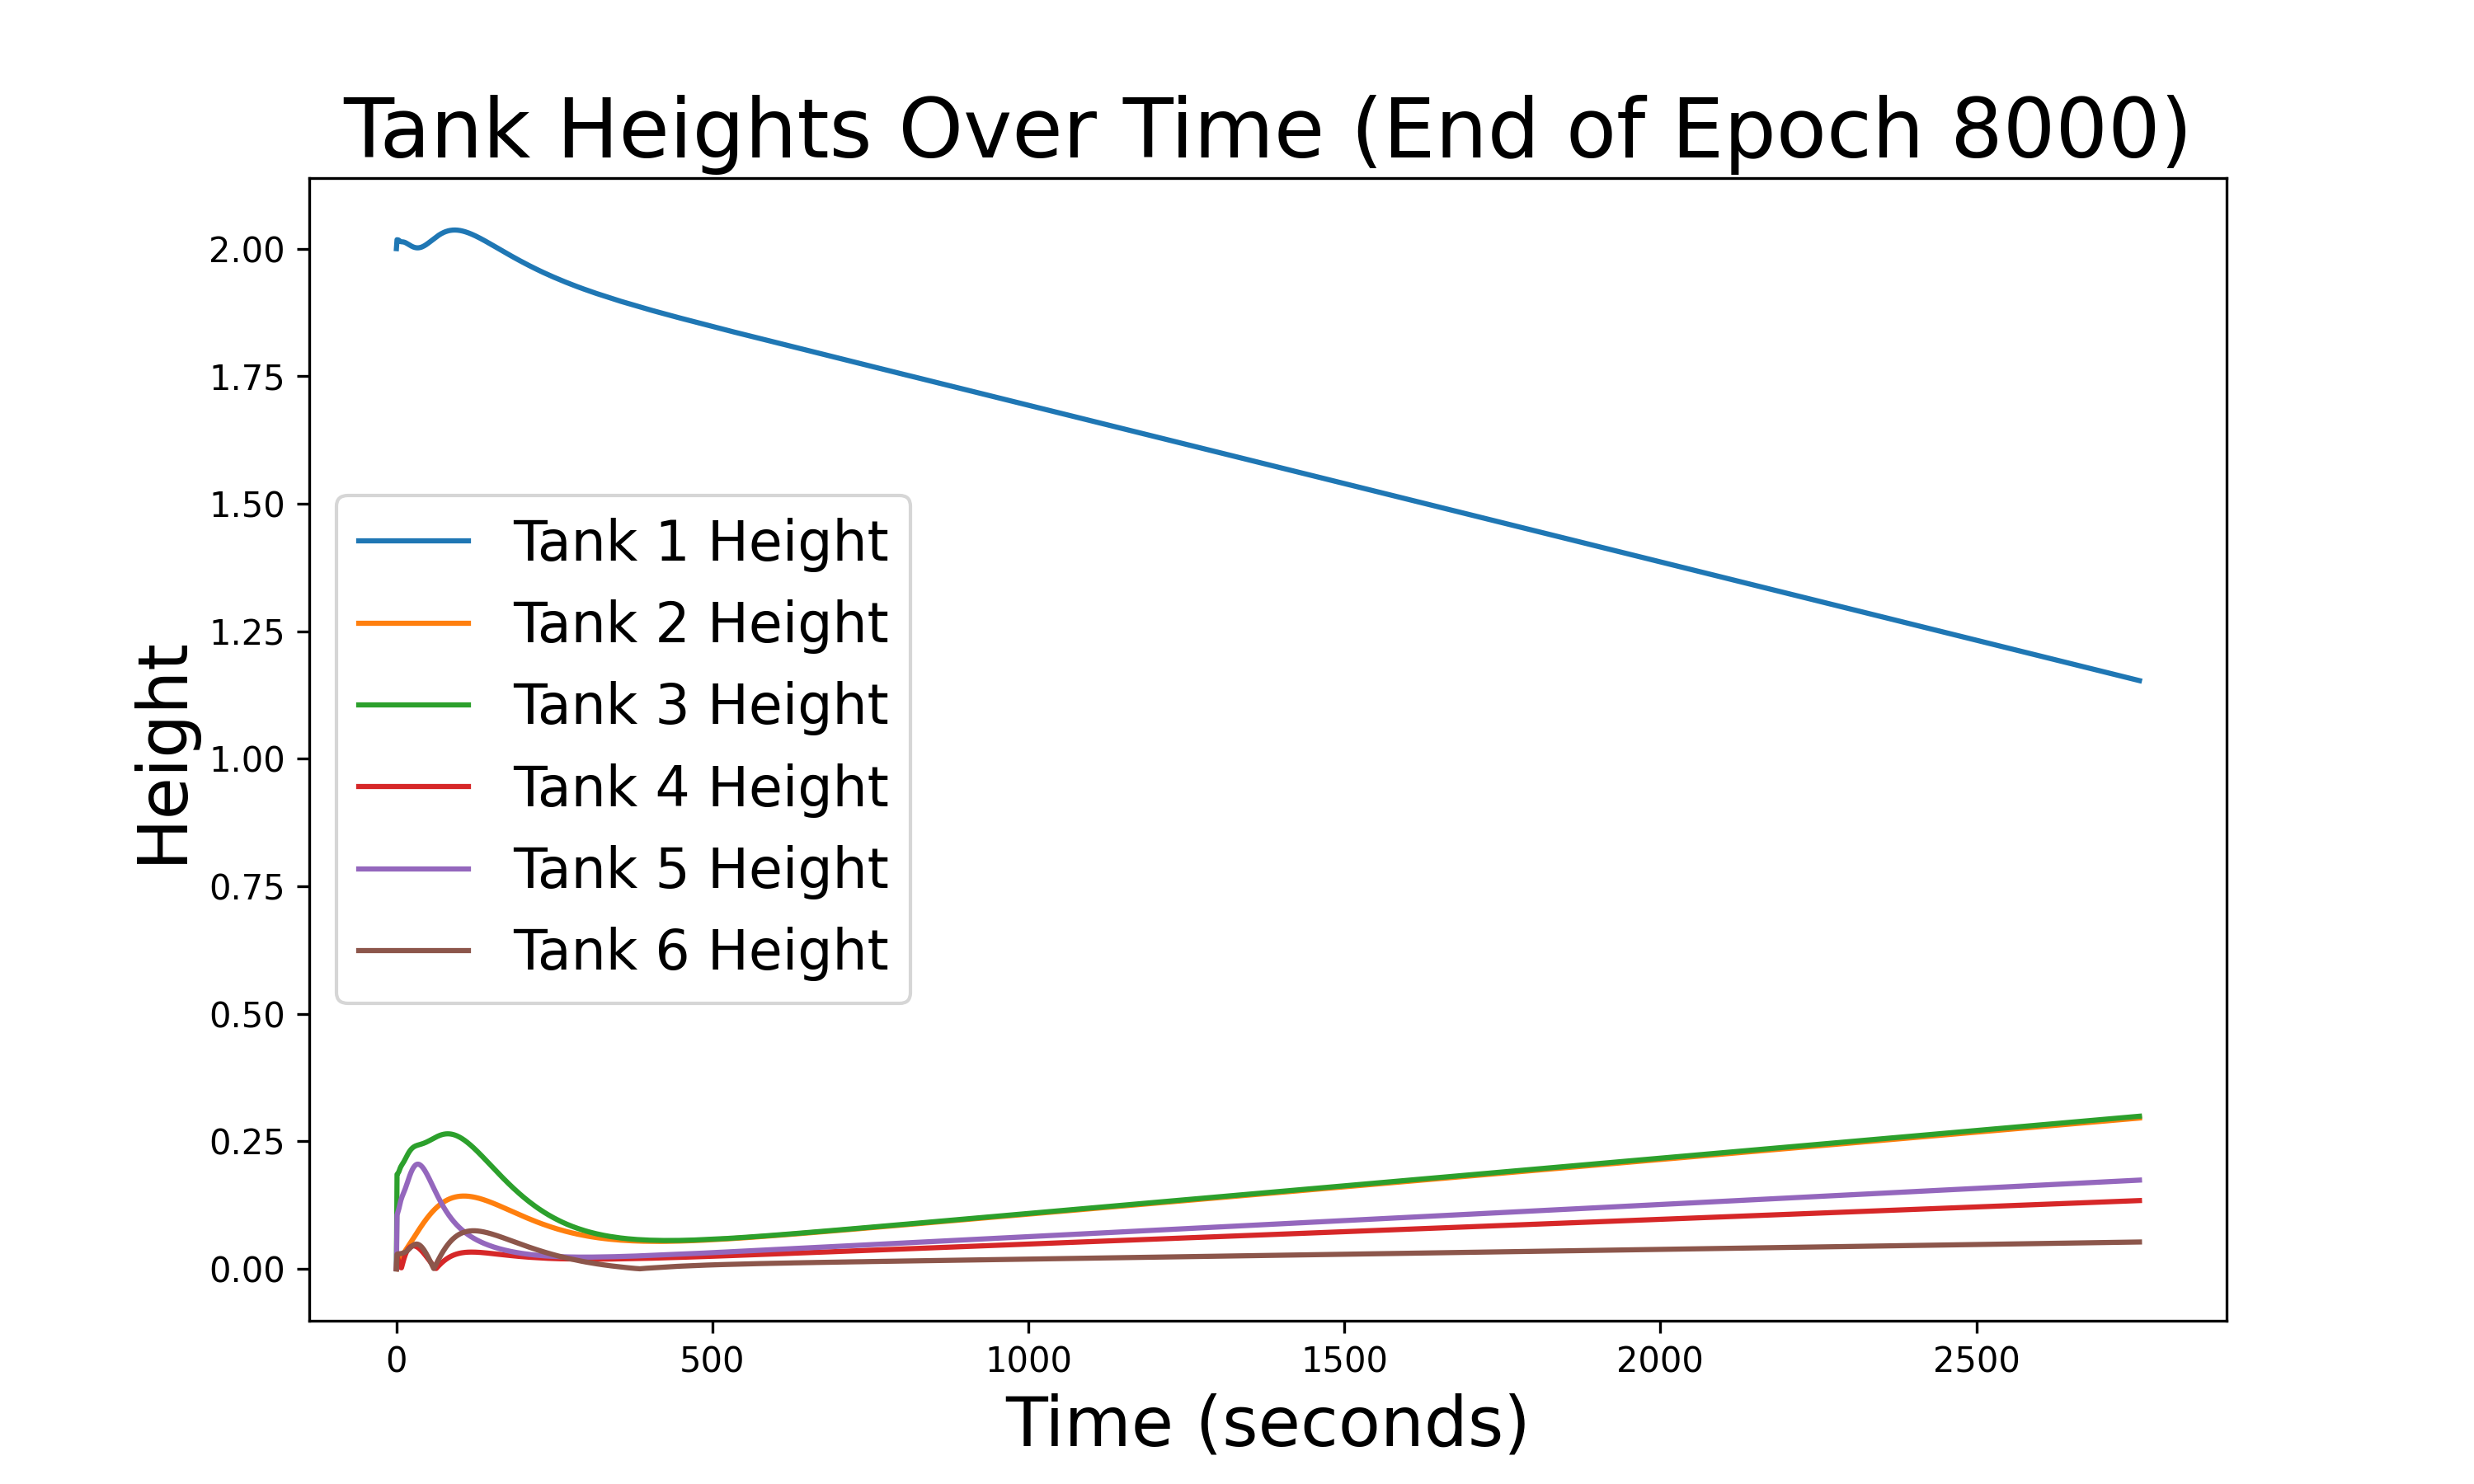 Tank Heights Over Time (End of Epoch 8000)
2.00
1.75
1.50
1.25
1.00
0.75
0.50
0.25
0.00
Height
Tank 1 Height
Tank 2 Height
Tank 3 Height
Tank 4 Height
Tank 5 Height
Tank 6 Height
0 500 1000 1500 2000 2500
Time (seconds)